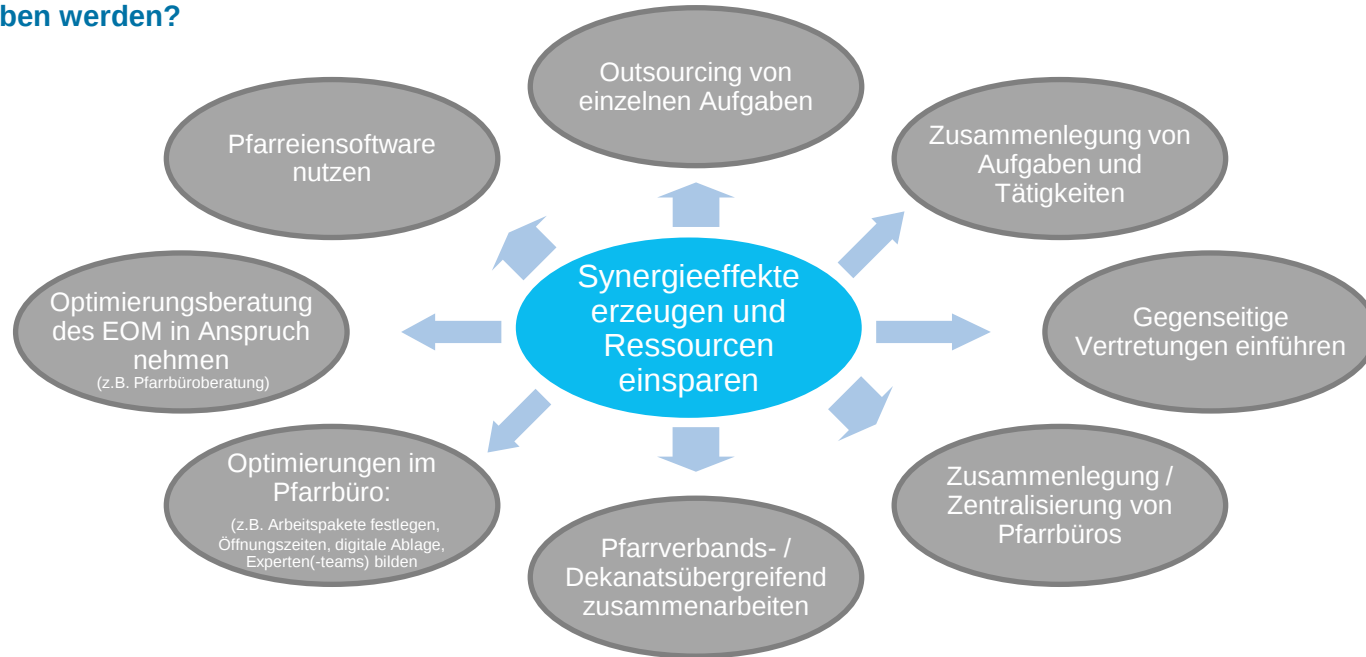 ben werden?
Outsourcing von
einzelnen Aufgaben
Zusammenlegung von
Aufgaben und
Tätigkeiten
Gegenseitige
Vertretungen einführen
Zusammenlegung /
Zentralisierung von
Pfarrbüros
Pfarrverbands- /
Dekanatsübergreifend
zusammenarbeiten
Optimierungen im
Pfarrbüro:
(z.B. Arbeitspakete festlegen,
Öffnungszeiten, digitale Ablage,
Experten(-teams) bilden
Optimierungsberatung
des EOM in Anspruch
nehmen
(z.B. Pfarrbüroberatung)
Pfarreiensoftware
nutzen
Synergieeffekte
erzeugen und
Ressourcen
einsparen